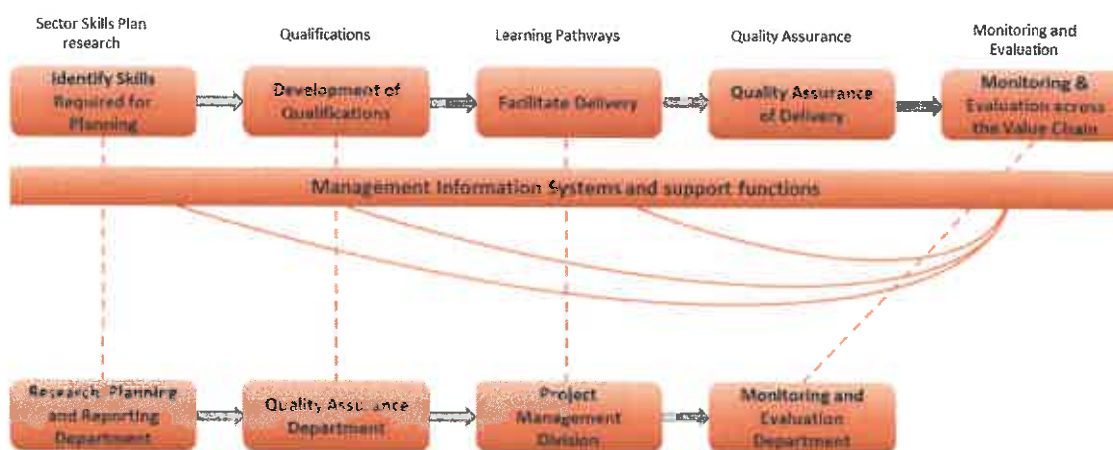 Sector Skills Plan
research
Qualifications
Learning Pathways
Quality Assurance
Monitoring and
Evaluation
Identify Skills
Required for
Planning
Development of
Qualifications
Facilitate Delivery
Quality Assurance
of Delivery
Monitoring &
Evaluation across
the Value Chain
Management Information Systems and support functions
Research, Planning
and Reporting
Department
Quality Assurance
Department
Project
Management
Division
Monitoring and
Evaluation
Department